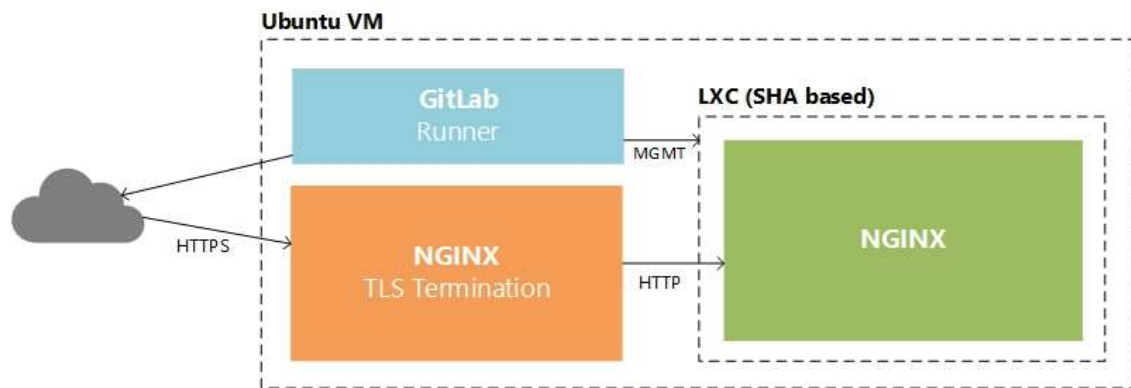 Ubuntu VM
GitLab
Runner
LXC (SHA based)
MGMT
HTTPS
NGINX
TLS Termination
HTTP
NGINX